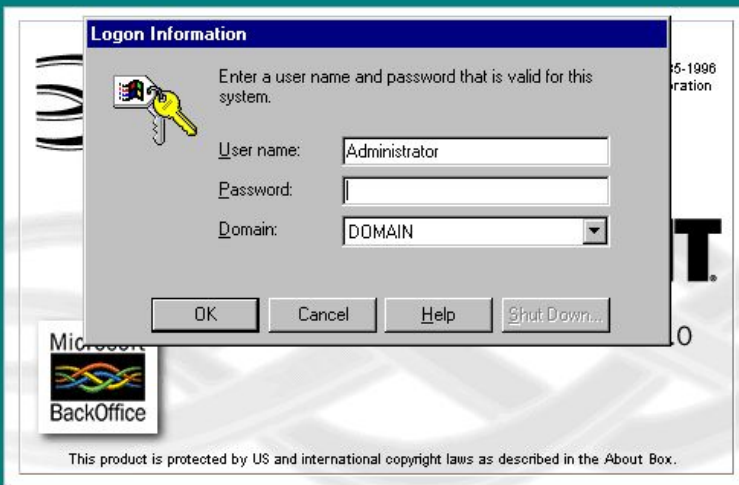 Logon Information
Enter a user name and password that is valid for this
system.
User name:
Administrator
Password:
Domain:
DOMAIN
OK
Cancel
Help
Shut Down...
Microsoft
BackOffice
This product is protected by US and international copyright laws as described in the About Box.